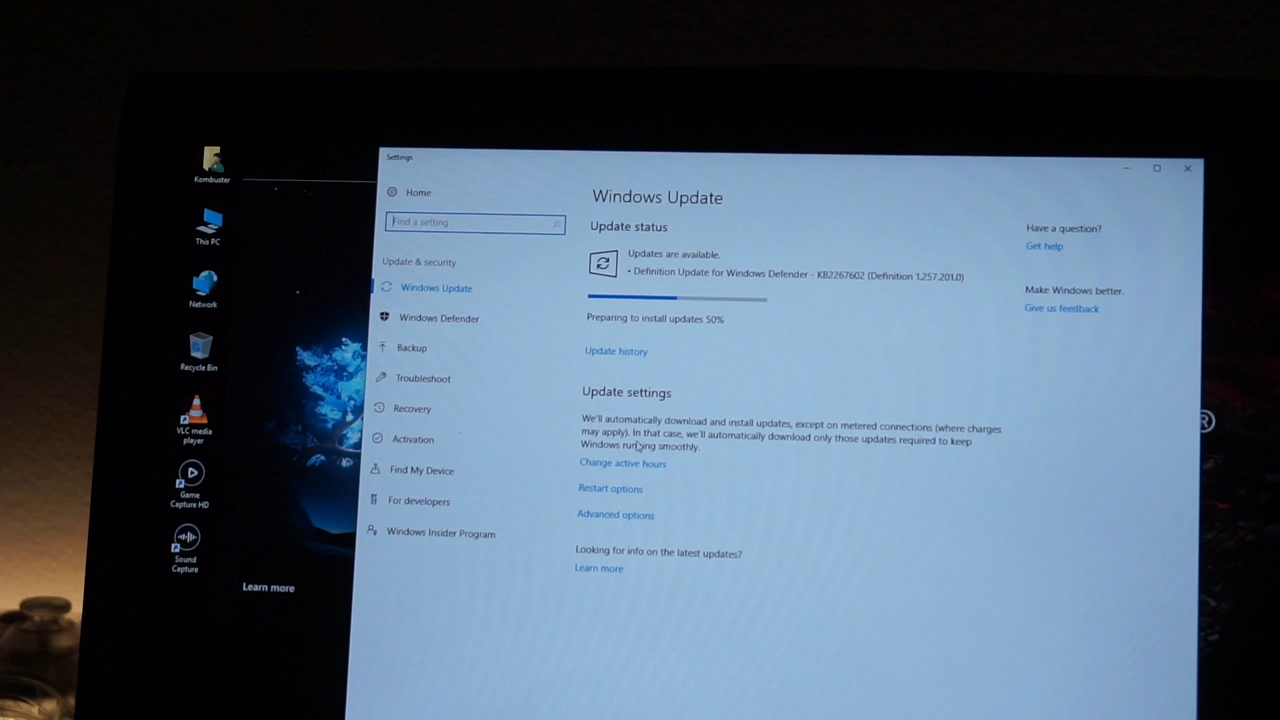 Kombuster
This PC
Network
Recycle Bin
VLC media
player
Game
Capture HD
Sound
Capture
Learn more
Settings
Home
Find a setting
Update & security
Windows Update
Windows Defender
Backup
Troubleshoot
Recovery
Activation
Find My Device
For developers
Windows Insider Program
Windows Update
Update status
Updates are available.
• Definition Update for Windows Defender - KB2267602 (Definition 1.257.201.0)
Preparing to install updates 50%
Update history
Update settings
We'll automatically download and install updates, except on metered connections (where charges
may apply). In that case, we'll automatically download only those updates required to keep
Windows running smoothly.
Change active hours
Restart options
Advanced options
Looking for info on the latest updates?
Learn more
Have a question?
Get help
Make Windows better.
Give us feedback
®